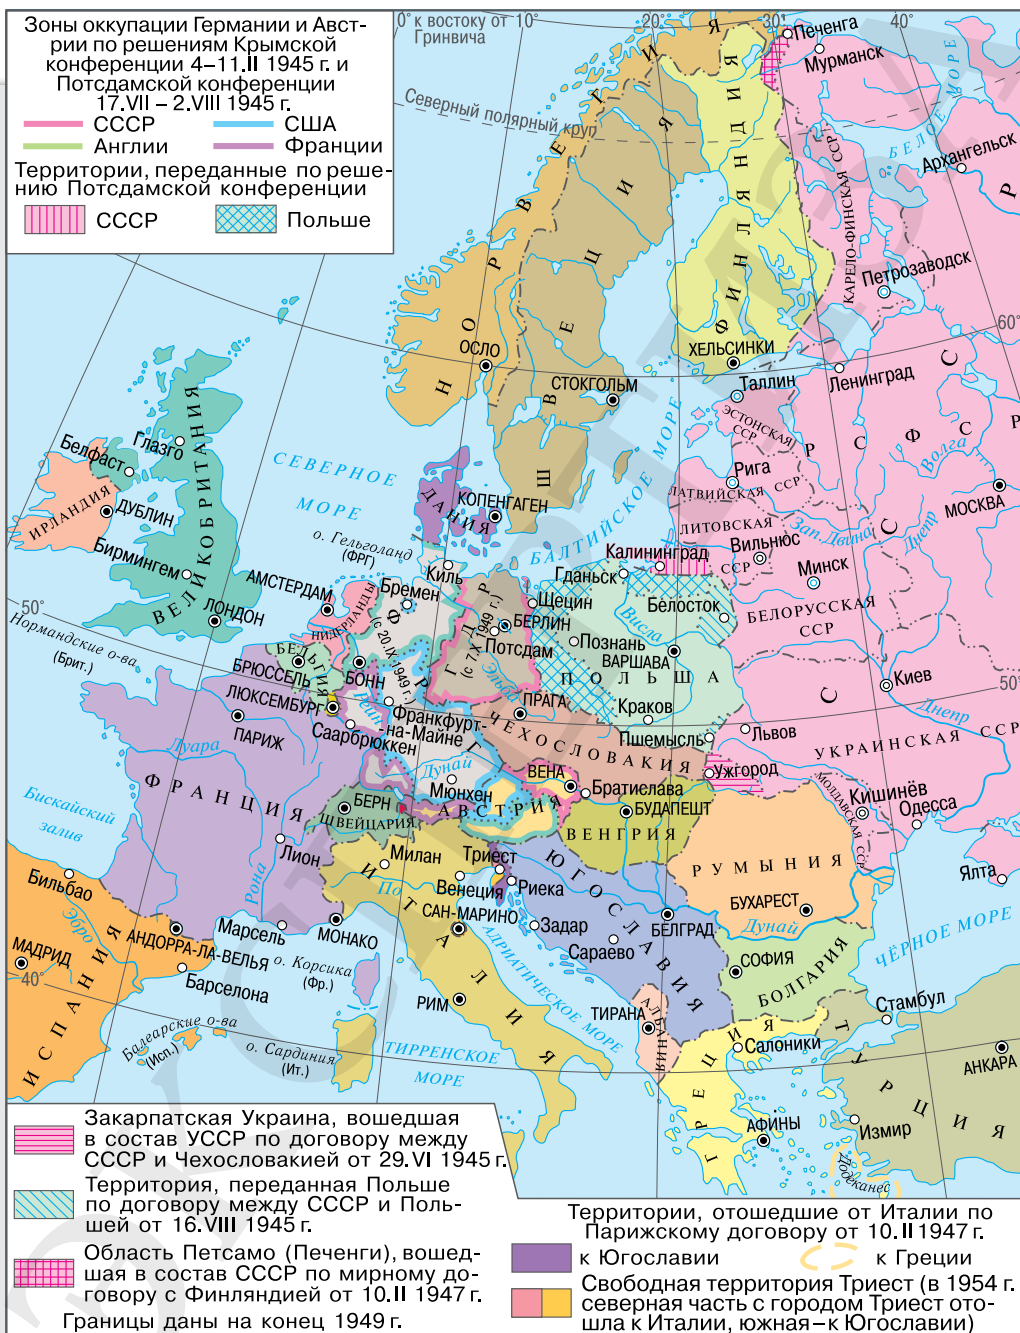 Зоны оккупации Германии и Авст-
рии по решениям Крымской
конференции 4–11.II 1945 г. и
Потсдамской конференции
17.VII – 2.VIII 1945 г.
СССР
США
Англии
Франции
Территории, переданные по реше-
нию Потсдамской конференции
СССР
Польше
0° к востоку от
Гринвича
10°
20°
30°
40°
Печенга
Мурманск
Северный полярный круг
БЕЛОЕ МОРЕ
Архангельск
НОРВЕГИЯ
ШВЕЦИЯ
ФИНЛЯНДИЯ
КАРЕЛО-ФИНСКАЯ ССР
Петрозаводск
60°
ОСЛО
СТОКГОЛЬМ
ХЕЛЬСИНКИ
Ленинград
Таллин
ЭСТОНСКАЯ
ССР
РСФСР
СССР
Волга
Рига
ЛАТВИЙСКАЯ ССР
МОСКВА
ЛИТОВСКАЯ
ССР
Зап. Двина
Днепр
Вильнюс
Минск
БЕЛОРУССКАЯ
ССР
Белфаст
Глазго
ИРЛАНДИЯ
ДУБЛИН
Бирмингем
ВЕЛИКОБРИТАНИЯ
ЛОНДОН
СЕВЕРНОЕ
МОРЕ
ДАНИЯ
КОПЕНГАГЕН
БАЛТИЙСКОЕ МОРЕ
о. Гельголанд
(ФРГ)
Киль
Калининград
Гданьск
АМСТЕРДАМ
НИДЕРЛАНДЫ
Бремен
Щецин
Белосток
БЕРЛИН
Потсдам
ГДР
(с 7.X.1949 г.)
Эльба
Висла
Познань
ВАРШАВА
ПОЛЬША
50°
Нормандские о-ва
(Брит.)
БЕЛЬГИЯ
БРЮССЕЛЬ
БОНН
ФРГ
(с 20.IX.1949 г.)
Рейн
Киев
50°
Днепр
ЛЮКСЕМБУРГ
Франкфурт-
-на-Майне
Саарбрюккен
ПРАГА
Краков
Пшемысль
Львов
ЧЕХОСЛОВАКИЯ
УКРАИНСКАЯ ССР
Ужгород
ПАРИЖ
Луара
ФРАНЦИЯ
Дунай
Мюнхен
ВЕНА
Братислава
АВСТРИЯ
БУДАПЕШТ
ВЕНГРИЯ
МОЛДАВСКАЯ ССР
Кишинёв
Одесса
БЕРН
ШВЕЙЦАРИЯ
Бискайский
залив
Лион
Рона
РУМЫНИЯ
БУХАРЕСТ
Дунай
Ялта
Милан
По
Триест
Венеция
Риека
ЮГОСЛАВИЯ
Бильбао
Эбро
Марсель
МОНАКО
САН-МАРИНО
ИТАЛИЯ
Задар
Сараево
БЕЛГРАД
АНДОРРА-ЛА-ВЕЛЬЯ
МАДРИД
ИСПАНИЯ
40°
Барселона
о. Корсика
(Фр.)
АДРИАТИЧЕСКОЕ МОРЕ
СОФИЯ
БОЛГАРИЯ
ЧЁРНОЕ МОРЕ
РИМ
ТИРАНА
АЛБАНИЯ
Стамбул
Балеарские о-ва
(Исп.)
о. Сардиния
(Ит.)
ТИРРЕНСКОЕ
МОРЕ
ГРЕЦИЯ
Салоники
ТУРЦИЯ
АНКАРА
АФИНЫ
Измир
Додеканес
Закарпатская Украина, вошедшая
в состав УССР по договору между
СССР и Чехословакией от 29.VI 1945 г.
Территория, переданная Польше
по договору между СССР и Поль-
шей от 16.VIII 1945 г.
Область Петсамо (Печенги), вошед-
шая в состав СССР по мирному до-
говору с Финляндией от 10.II 1947 г.
Границы даны на конец 1949 г.
Территории, отошедшие от Италии по
Парижскому договору от 10.II 1947 г.
к Югославии
к Греции
Свободная территория Триест (в 1954 г.
северная часть с городом Триест ото-
шла к Италии, южная–к Югославии)